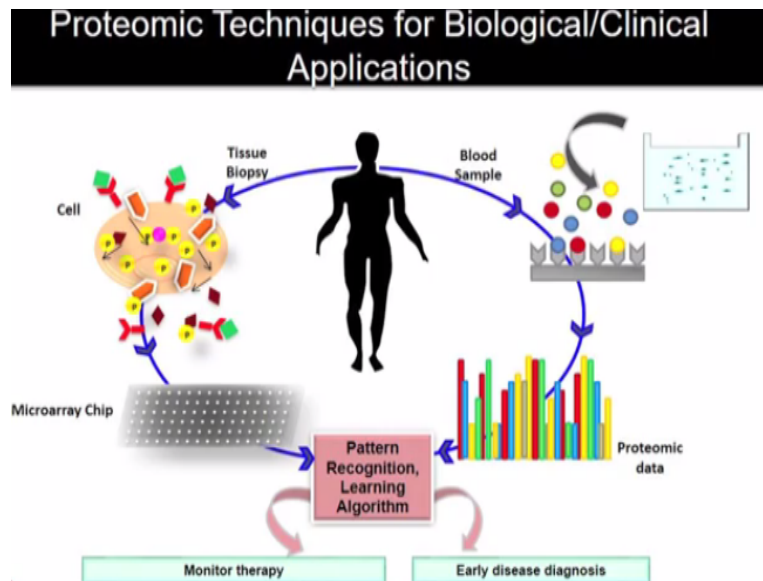 Proteomic Techniques for Biological/Clinical
Applications
Tissue
Biopsy
Blood
Sample
Cell
P
P
P
P
P
P
P
P
P
P
Microarray Chip
Pattern
Recognition,
Learning
Algorithm
Proteomic
data
Monitor therapy
Early disease diagnosis